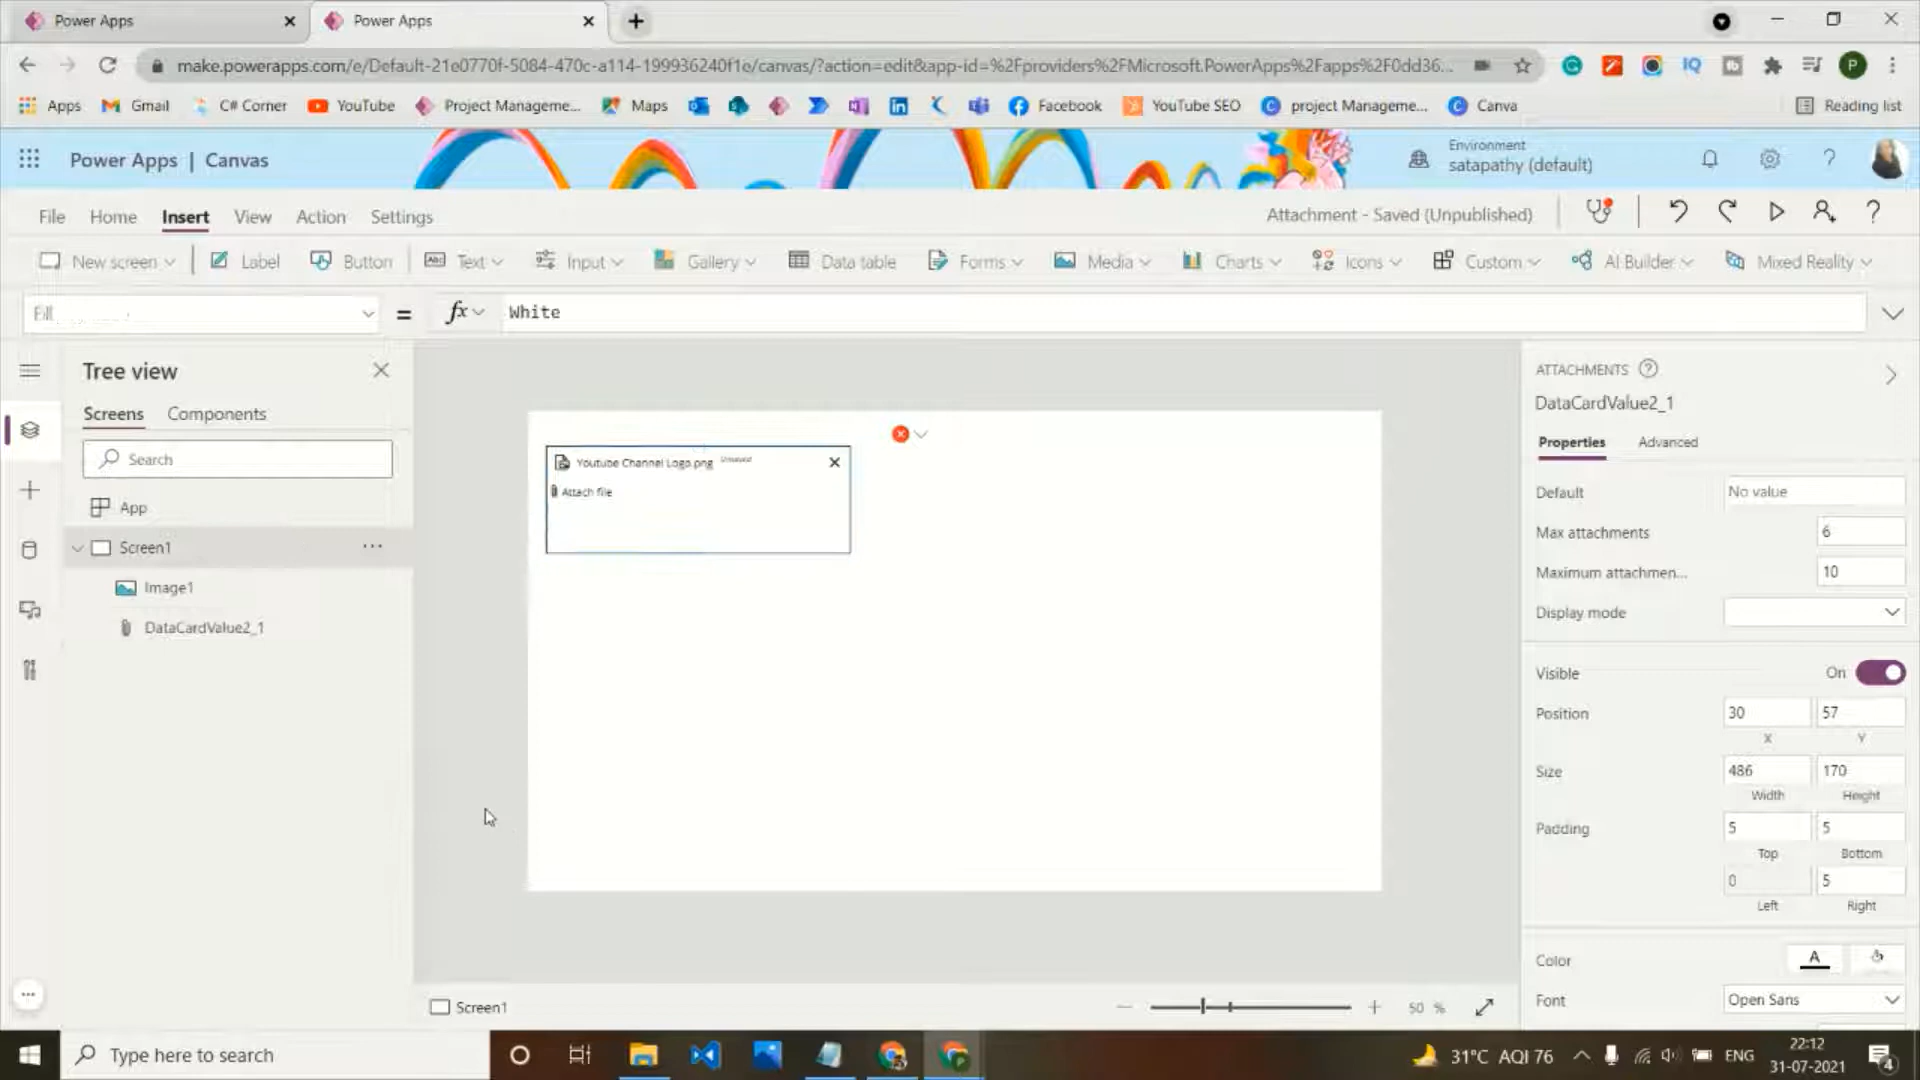 Power Apps
Power Apps
make.powerapps.com/e/Default-21e0770f-5084-470c-a114-199936240f1e/canvas/?action=edit&app-id=%2Fproviders%2FMicrosoft.PowerApps%2Fapps%2F0dd36...
P
Apps
Gmail
C# Corner
YouTube
Project Manageme...
Maps
Facebook
YouTube SEO
project Manageme...
Canva
Reading list
Power Apps | Canvas
Environment
satapathy (default)
File Home Insert View Action Settings
Attachment - Saved (Unpublished)
New screen
Label
Button
Text
Input
Gallery
Data table
Forms
Media
Charts
Icons
Custom
AI Builder
Mixed Reality
Fill
=
fx
White
Tree view
Screens
Components
Search
App
Screen1
Image1
DataCardValue2_1
Youtube Channel Logo.png Unsaved
Attach file
ATTACHMENTS
DataCardValue2_1
Properties
Advanced
Default
No value
Max attachments
6
Maximum attachmen...
10
Display mode
Visible
On
Position
30
57
X
Y
Size
486
170
Width
Height
Padding
5
5
Top
Bottom
0
5
Left
Right
Color
A
Font
Open Sans
Screen1
50 %
Type here to search
31°C AQI 76
ENG
22:12
31-07-2021
4